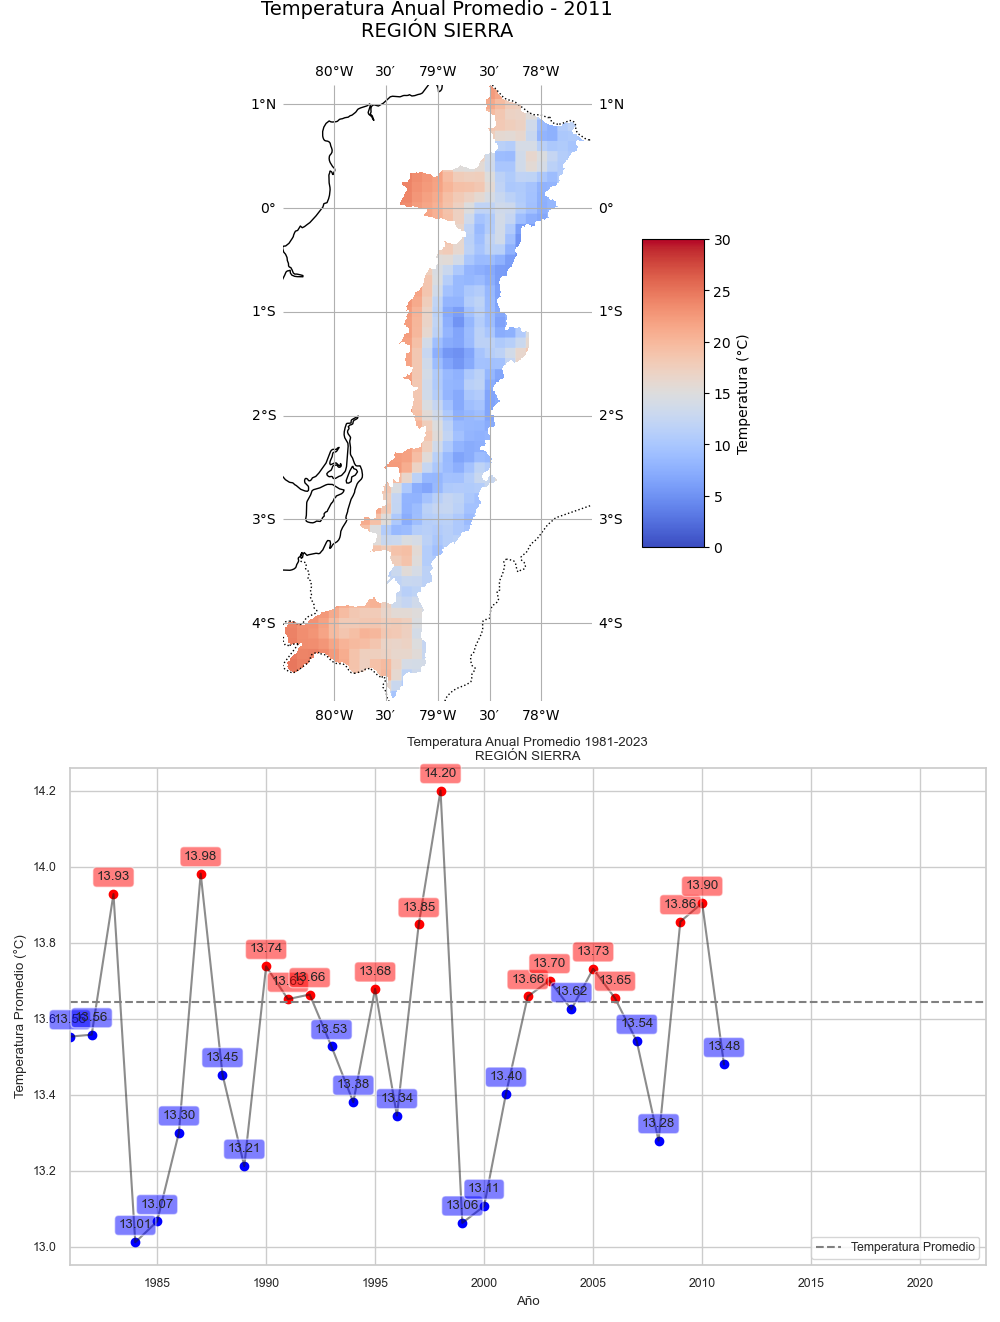 Temperatura Anual Promedio - 2011
REGIÓN SIERRA
80°W 30′ 79°W 30′ 78°W
1°N 1°N
0° 0°
1°S 1°S
2°S 2°S
3°S 3°S
4°S 4°S
80°W 30′ 79°W 30′ 78°W
30
25
20
15
10
5
0
Temperatura (°C)
Temperatura Anual Promedio 1981-2023
REGIÓN SIERRA
Temperatura Promedio (°C)
14.2
14.0
13.8
13.6
13.4
13.2
13.0
13.56
13.93
13.01
13.07
13.30
13.98
13.45
13.21
13.74
13.66
13.53
13.38
13.68
13.34
13.85
14.20
13.06
13.11
13.40
13.66
13.70
13.62
13.73
13.65
13.54
13.28
13.86
13.90
13.48
Temperatura Promedio
1985 1990 1995 2000 2005 2010 2015 2020
Año